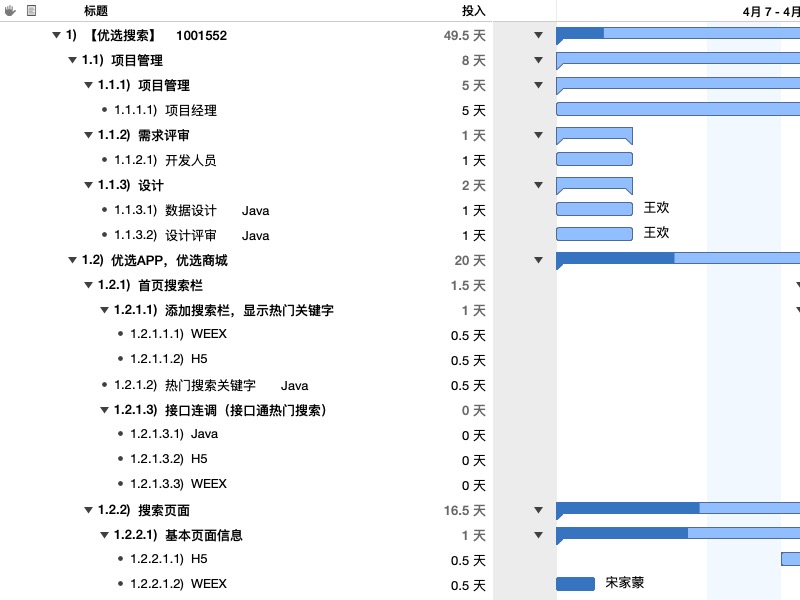 标题 投入 4月 7 - 4月
1) 【优选搜索】 1001552 49.5 天
1.1) 项目管理 8 天
1.1.1) 项目管理 5 天
1.1.1.1) 项目经理 5 天
1.1.2) 需求评审 1 天
1.1.2.1) 开发人员 1 天
1.1.3) 设计 2 天
1.1.3.1) 数据设计 Java 1 天 王欢
1.1.3.2) 设计评审 Java 1 天 王欢
1.2) 优选APP，优选商城 20 天
1.2.1) 首页搜索栏 1.5 天
1.2.1.1) 添加搜索栏，显示热门关键字 1 天
1.2.1.1.1) WEEX 0.5 天
1.2.1.1.2) H5 0.5 天
1.2.1.2) 热门搜索关键字 Java 0.5 天
1.2.1.3) 接口连调（接口通热门搜索） 0 天
1.2.1.3.1) Java 0 天
1.2.1.3.2) H5 0 天
1.2.1.3.3) WEEX 0 天
1.2.2) 搜索页面 16.5 天
1.2.2.1) 基本页面信息 1 天
1.2.2.1.1) H5 0.5 天
1.2.2.1.2) WEEX 0.5 天 宋家蒙